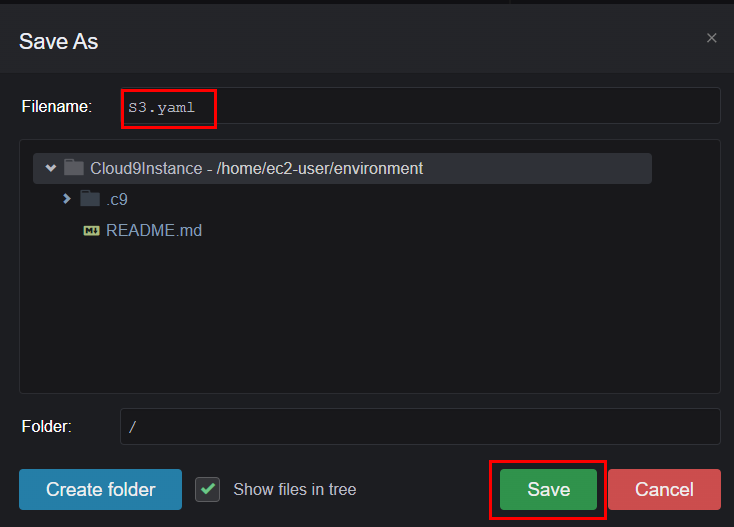 Save As
Filename: S3.yaml
Cloud9Instance - /home/ec2-user/environment
.c9
README.md
Folder: /
Create folder Show files in tree Save Cancel